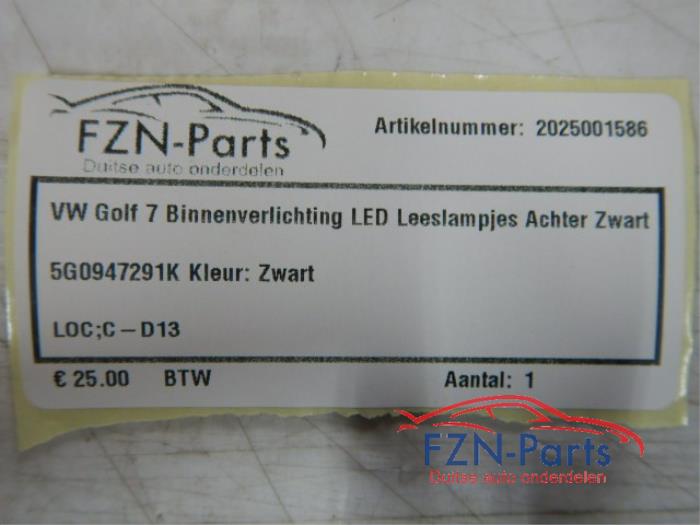 FZN-Parts
Duitse auto onderdelen
Artikelnummer: 2025001586
VW Golf 7 Binnenverlichting LED Leeslampjes Achter Zwart
5G0947291K Kleur: Zwart
LOC;C-D13
€ 25.00 BTW Aantal: 1
FZN-Parts
Duitse auto onderdelen